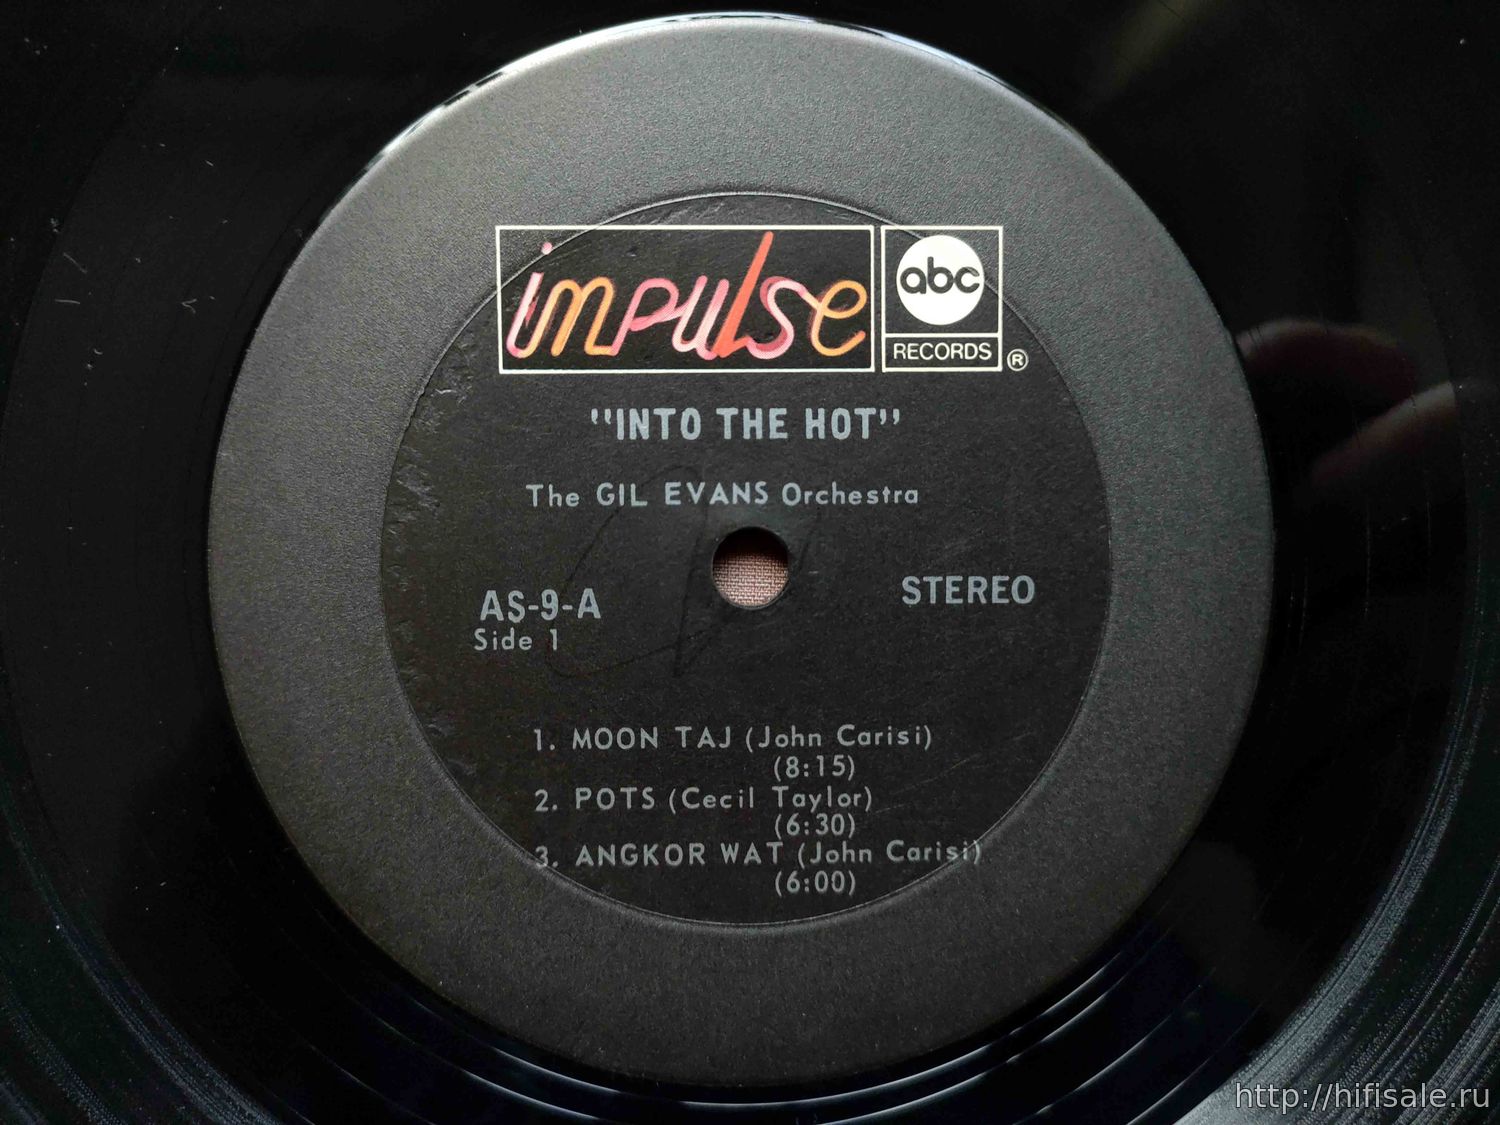 impulse
abc
RECORDS ®
"INTO THE HOT"
The GIL EVANS Orchestra
AS-9-A
Side 1
STEREO
1. MOON TAJ (John Carisi)
(8:15)
2. POTS (Cecil Taylor)
(6:30)
3. ANGKOR WAT (John Carisi)
(6:00)
http://hifisale.ru